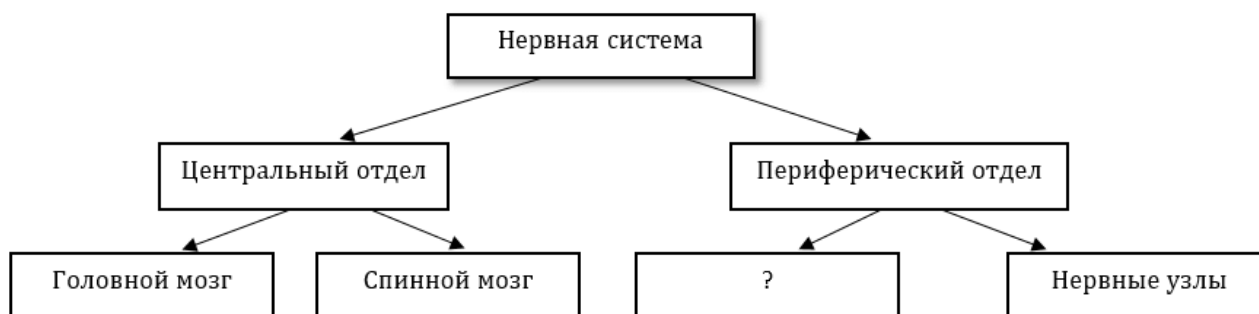 Нервная система
Центральный отдел
Периферический отдел
Головной мозг
Спинной мозг
?
Нервные узлы